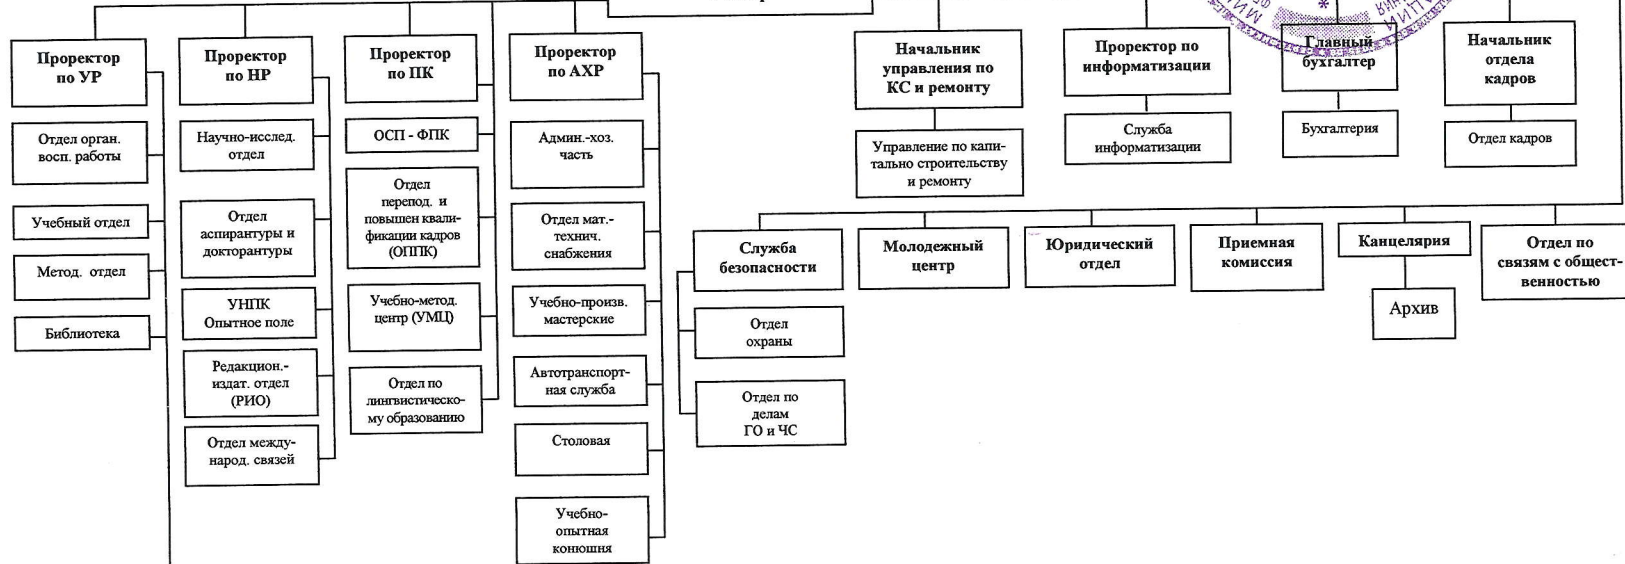 Проректор
по УР
Отдел орган.
восп. работы
Учебный отдел
Метод. отдел
Библиотека
Проректор
по НР
Научно-исслед.
отдел
Отдел
аспирантуры и
докторантуры
УНПК
Опытное поле
Редакцион.-
издат. отдел
(РИО)
Отдел между-
народ. связей
Проректор
по ПК
ОСП - ФПК
Отдел
перепод. и
повышен квали-
фикации кадров
(ОППК)
Учебно-метод.
центр (УМЦ)
Отдел по
лингвистическо-
му образованию
Проректор
по АХР
Админ.-хоз.
часть
Отдел мат.-
технич.
снабжения
Учебно-произв.
мастерские
Автотранспорт-
ная служба
Столовая
Учебно-
опытная
конюшня
Начальник
управления по
КС и ремонту
Управление по капи-
тально строительству
и ремонту
Проректор по
информатизации
Служба
информатизации
Главный
бухгалтер
Бухгалтерия
Начальник
отдела
кадров
Отдел кадров
Служба
безопасности
Отдел
охраны
Отдел по
делам
ГО и ЧС
Молодежный
центр
Юридический
отдел
Приемная
комиссия
Канцелярия
Архив
Отдел по
связям с общест-
венностью